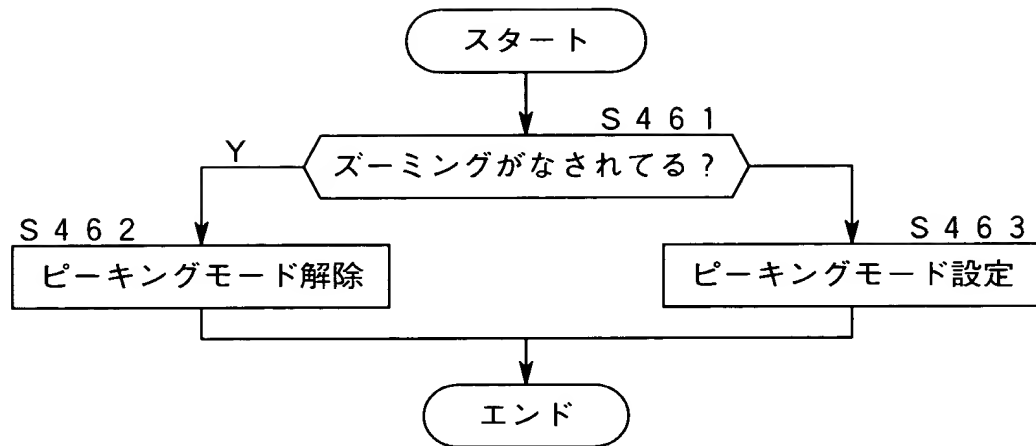 スタート
S461
ズーミングがなされてる?
Y
S462
ピーキングモード解除
S463
ピーキングモード設定
エンド